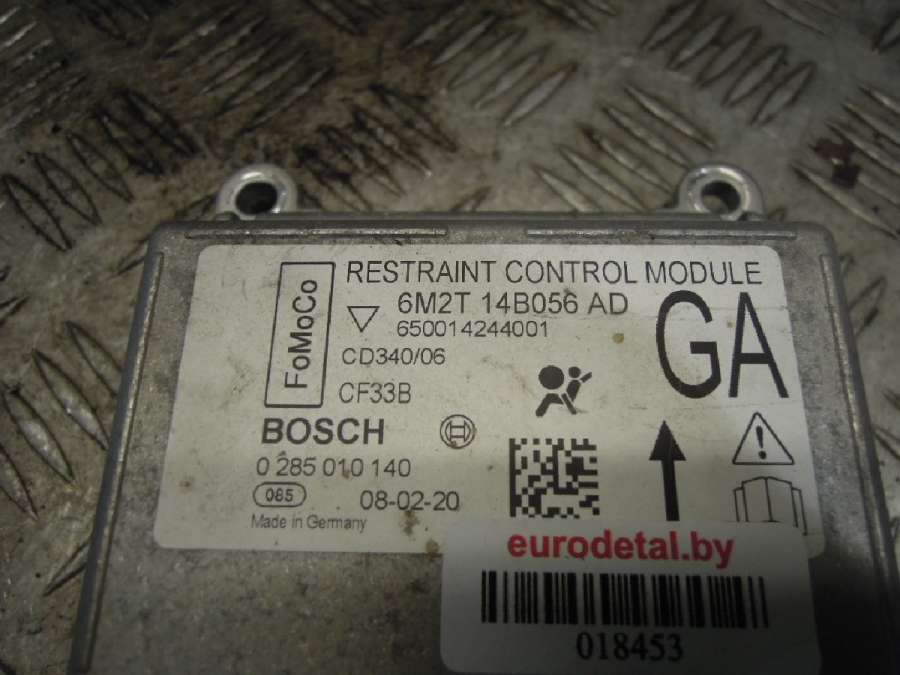 RESTRAINT CONTROL MODULE
FoMoCo
6M2T 14B056 AD
650014244001
GA
CD340/06
CF33B
BOSCH
0 285 010 140
085
08-02-20
Made in Germany
eurodetal.by
018453